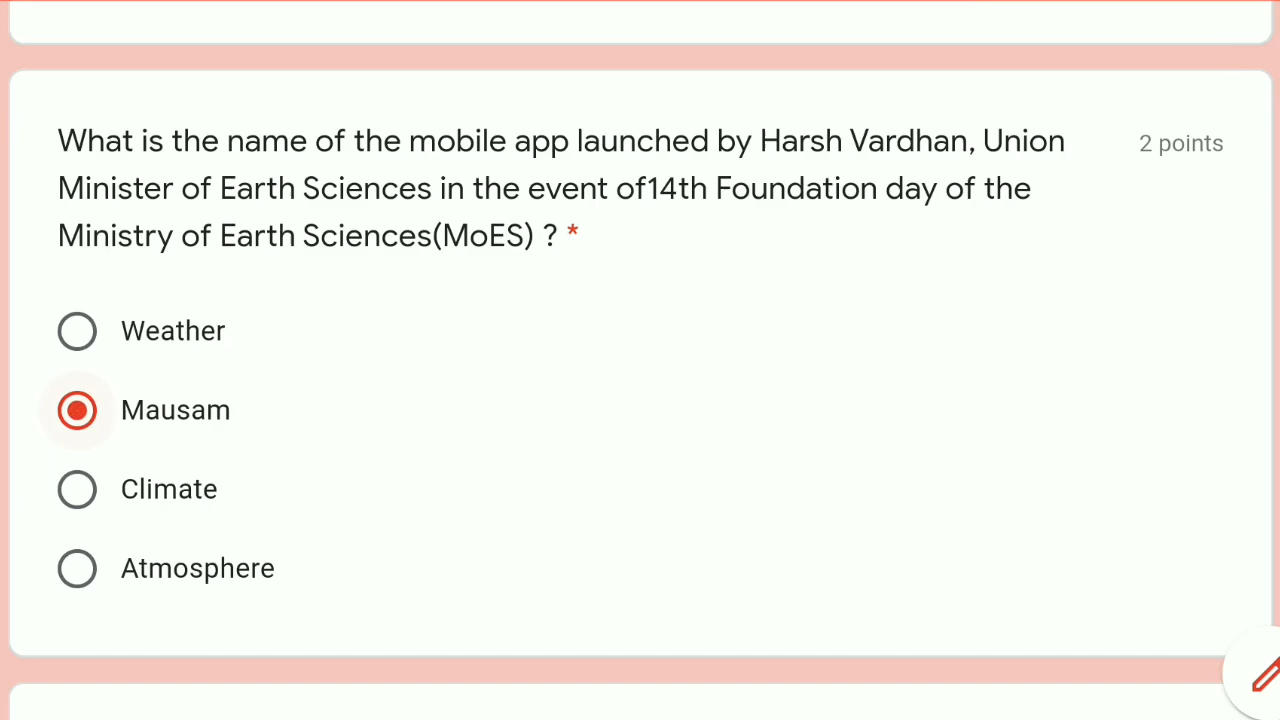 What is the name of the mobile app launched by Harsh Vardhan, Union
2 points
Minister of Earth Sciences in the event of14th Foundation day of the
Ministry of Earth Sciences(MoES) ? *
Weather
Mausam
Climate
Atmosphere